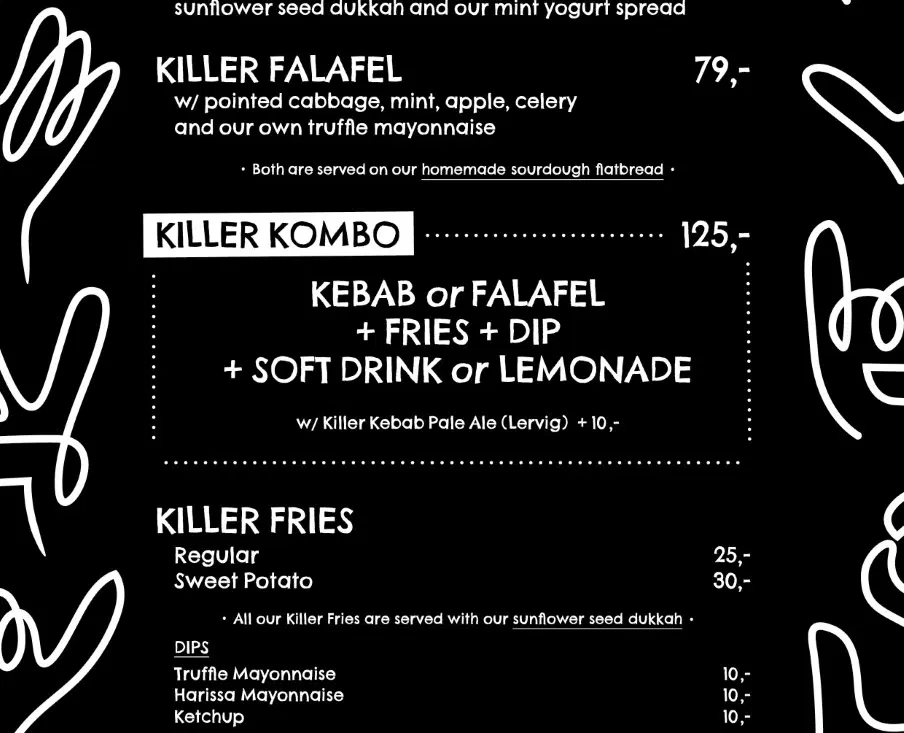 sunflower seed dukkah and our mint yogurt spread
KILLER FALAFEL 79,-
w/ pointed cabbage, mint, apple, celery
and our own truffle mayonnaise
• Both are served on our homemade sourdough flatbread •
KILLER KOMBO 125,-
KEBAB or FALAFEL
+ FRIES + DIP
+ SOFT DRINK or LEMONADE
w/ Killer Kebab Pale Ale (Lervig) +10,-
KILLER FRIES
Regular 25,-
Sweet Potato 30,-
• All our Killer Fries are served with our sunflower seed dukkah •
DIPS
Truffle Mayonnaise 10,-
Harissa Mayonnaise 10,-
Ketchup 10,-